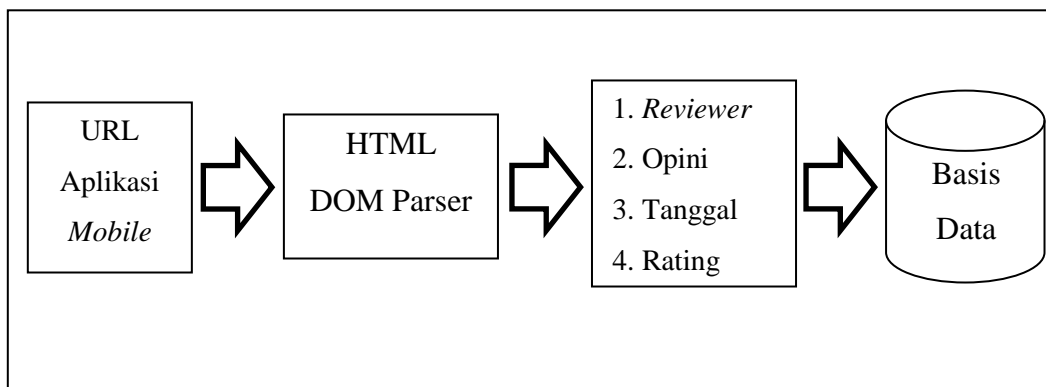 URL
Aplikasi
Mobile
HTML
DOM Parser
1. Reviewer
2. Opini
3. Tanggal
4. Rating
Basis
Data